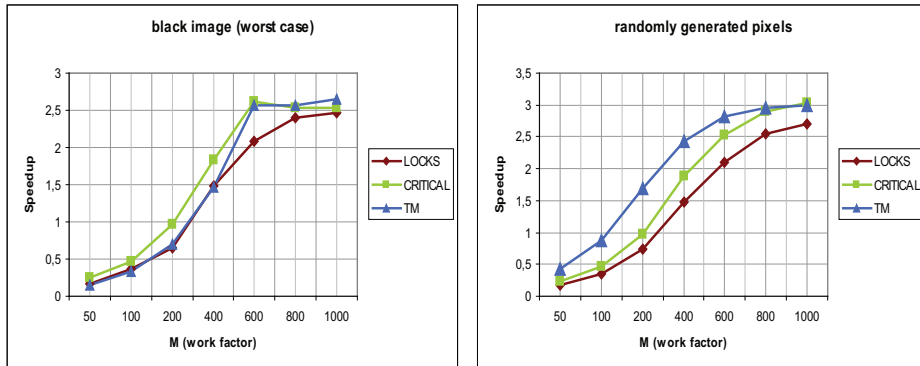 black image (worst case)
3
2,5
2
1,5
1
0,5
0
Speedup
50 100 200 400 600 800 1000
M (work factor)
LOCKS
CRITICAL
TM
randomly generated pixels
3,5
3
2,5
2
1,5
1
0,5
0
Speedup
50 100 200 400 600 800 1000
M (work factor)
LOCKS
CRITICAL
TM